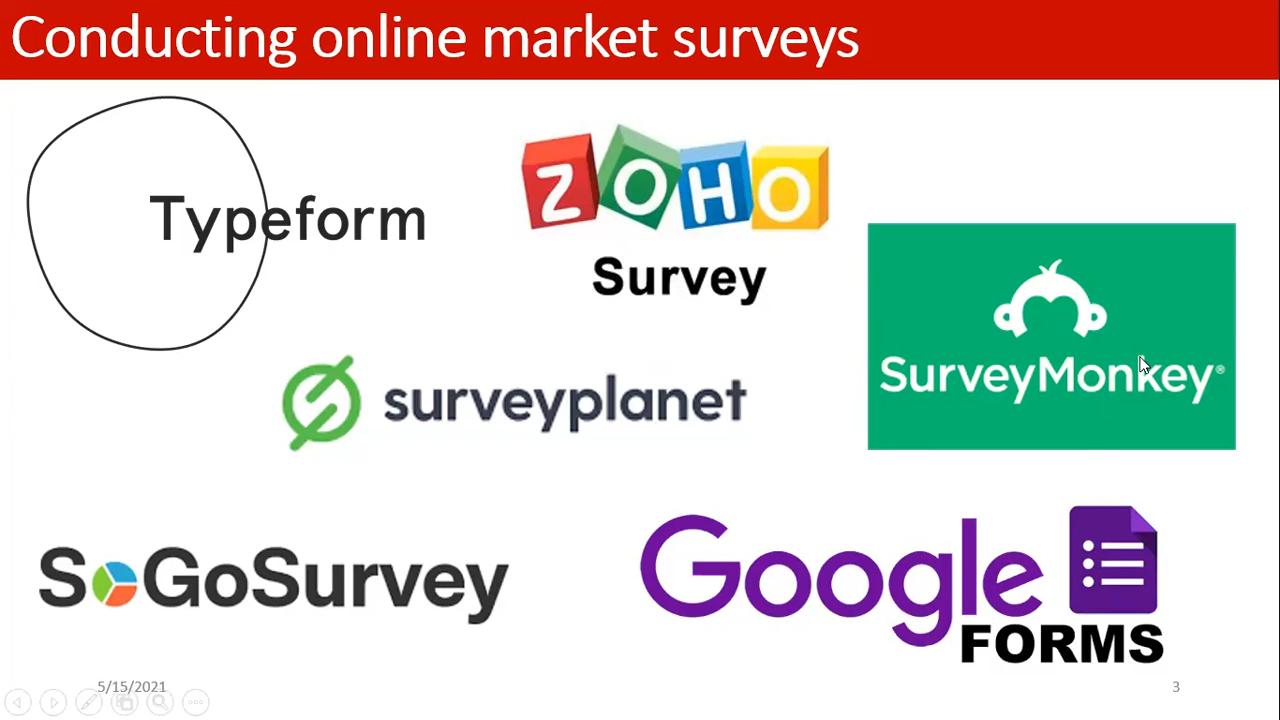 Conducting online market surveys
Typeform
ZOHO
Survey
SurveyMonkey®
surveyplanet
SoGoSurvey
Google
FORMS
5/15/2021
3